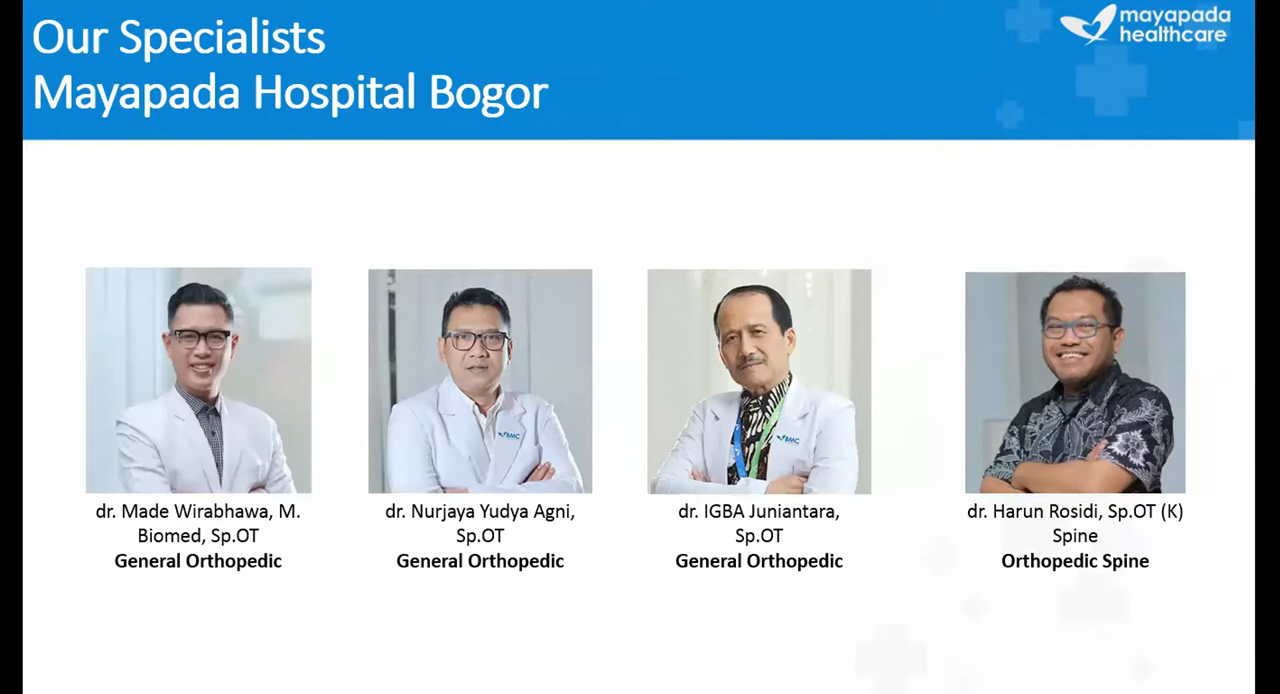 Our Specialists
Mayapada Hospital Bogor
mayapada
healthcare
BMC
BMC
dr. Made Wirabhawa, M.
Biomed, Sp.OT
General Orthopedic
dr. Nurjaya Yudya Agni,
Sp.OT
General Orthopedic
dr. IGBA Juniantara,
Sp.OT
General Orthopedic
dr. Harun Rosidi, Sp.OT (K)
Spine
Orthopedic Spine